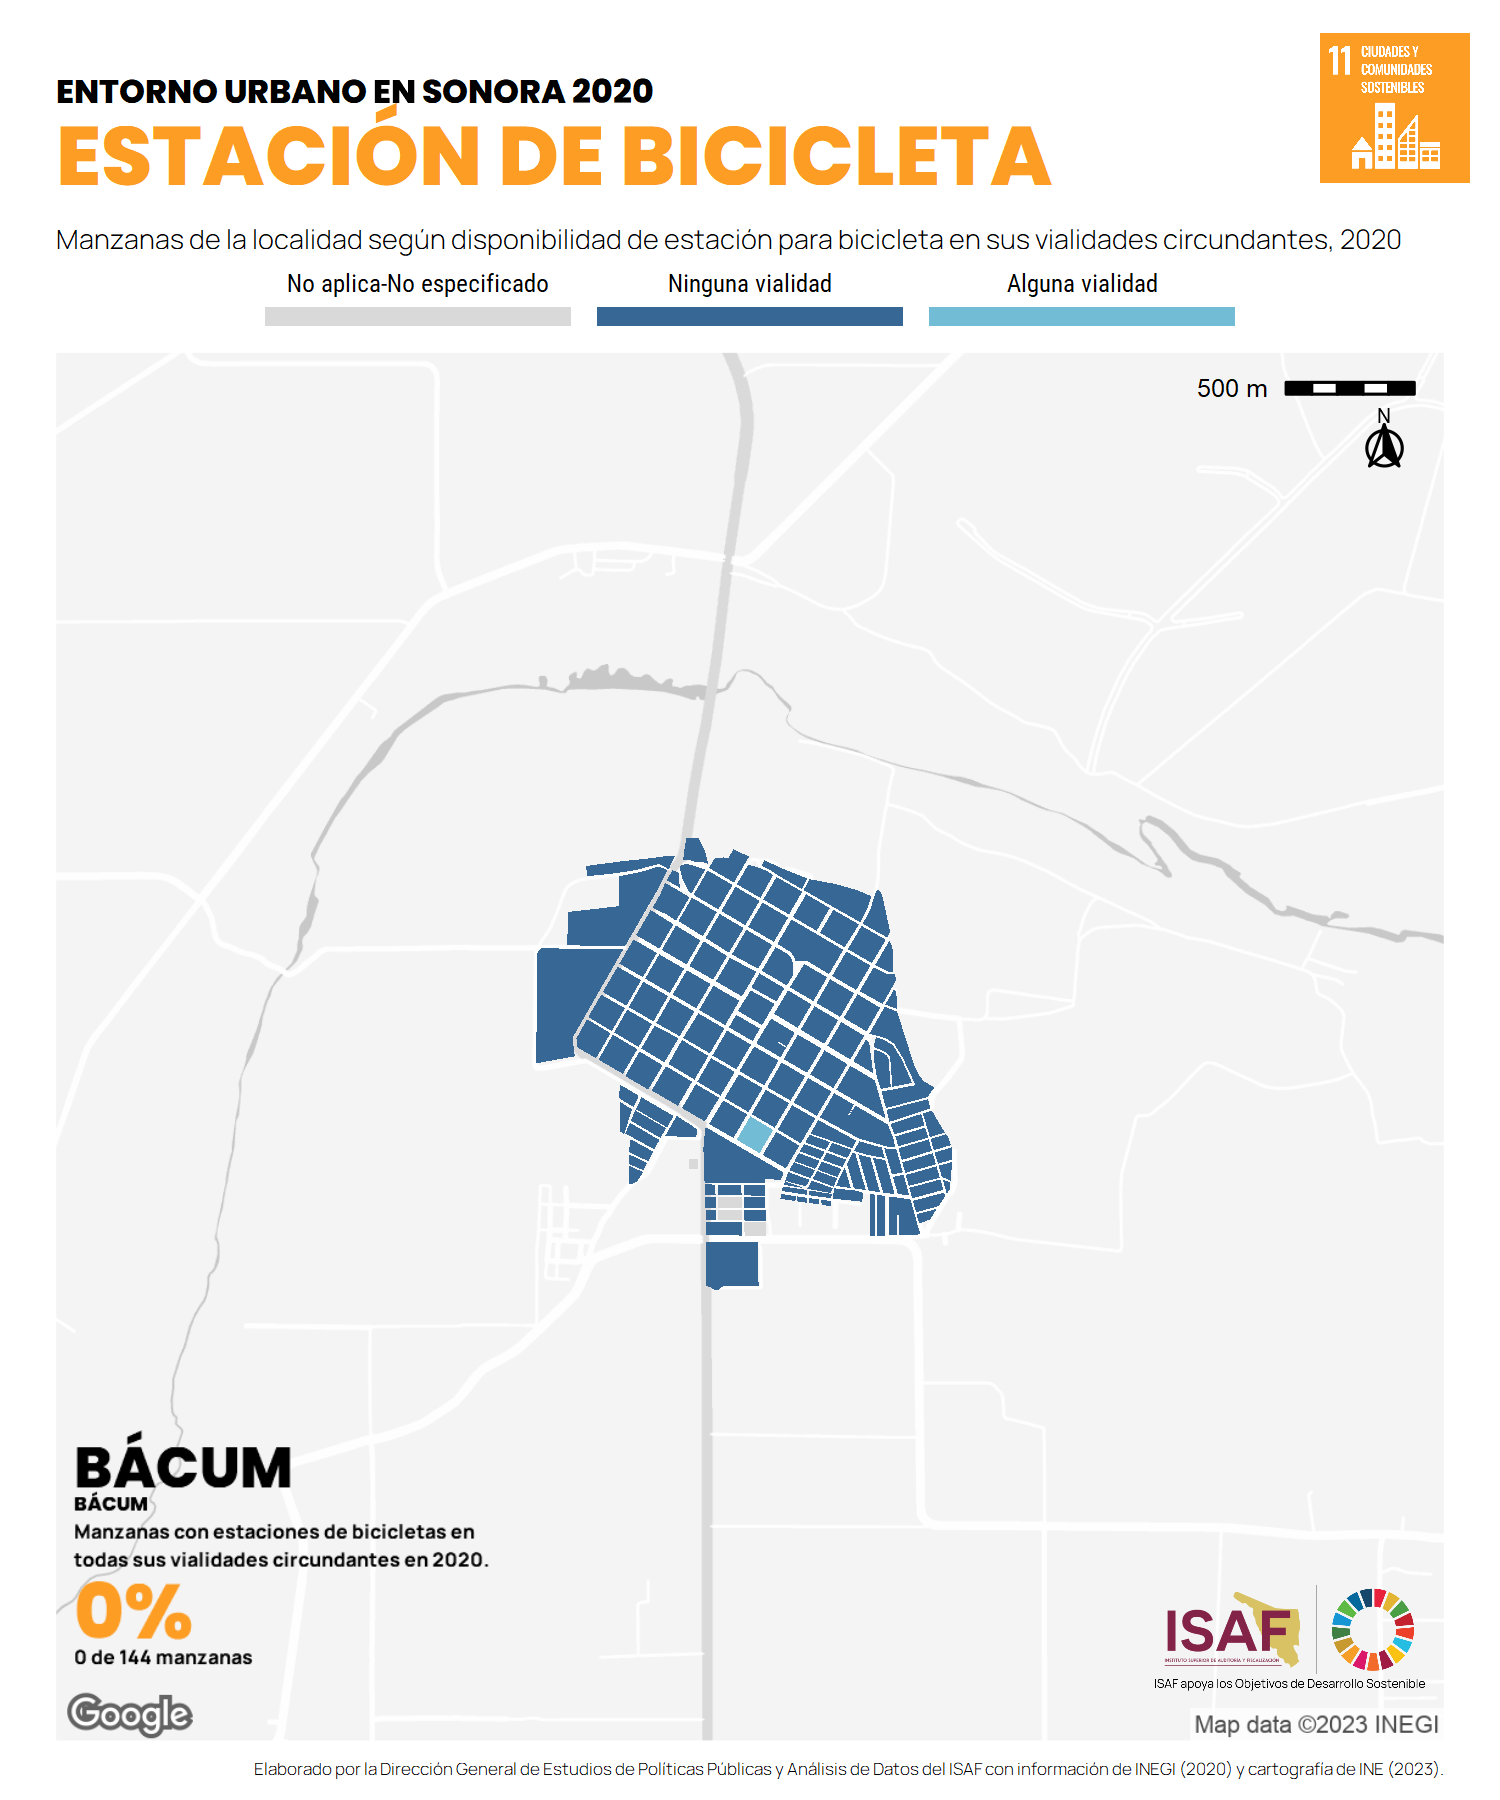 ENTORNO URBANO EN SONORA 2020
ESTACIÓN DE BICICLETA
11 CIUDADES Y
COMUNIDADES
SOSTENIBLES
Manzanas de la localidad según disponibilidad de estación para bicicleta en sus vialidades circundantes, 2020
No aplica-No especificado Ninguna vialidad Alguna vialidad
500 m
N
BÁCUM
BÁCUM
Manzanas con estaciones de bicicletas en
todas sus vialidades circundantes en 2020.
0%
0 de 144 manzanas
Google
ISAF
INSTITUTO SUPERIOR DE AUDITORÍA Y FISCALIZACIÓN
ISAF apoya los Objetivos de Desarrollo Sostenible
Map data ©2023 INEGI
Elaborado por la Dirección General de Estudios de Políticas Públicas y Análisis de Datos del ISAF con información de INEGI (2020) y cartografía de INE (2023).